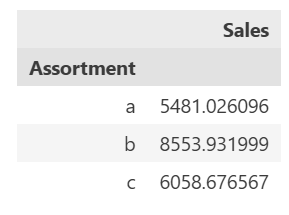 Sales
Assortment
a 5481.026096
b 8553.931999
c 6058.676567